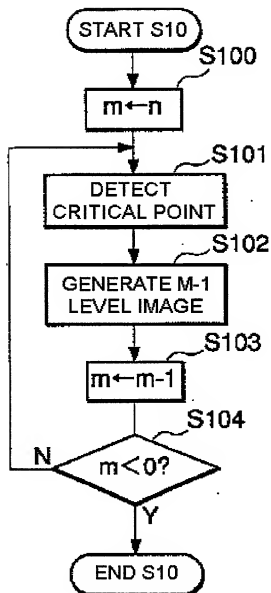 START S10
S100
m←n
S101
DETECT
CRITICAL POINT
S102
GENERATE M-1
LEVEL IMAGE
S103
m←m-1
S104
N
m<0?
Y
END S10